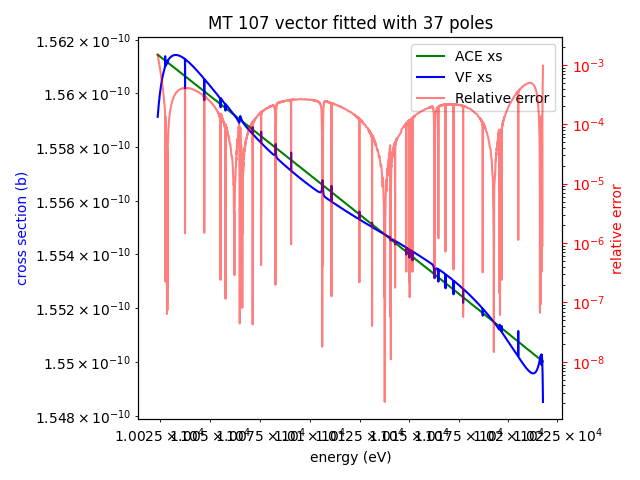 MT 107 vector fitted with 37 poles
ACE xs
VF xs
Relative error
1.562 × 10⁻¹⁰
1.56 × 10⁻¹⁰
1.558 × 10⁻¹⁰
1.556 × 10⁻¹⁰
1.554 × 10⁻¹⁰
1.552 × 10⁻¹⁰
1.55 × 10⁻¹⁰
1.548 × 10⁻¹⁰
cross section (b)
10⁻³
10⁻⁴
10⁻⁵
10⁻⁶
10⁻⁷
10⁻⁸
relative error
energy (eV)